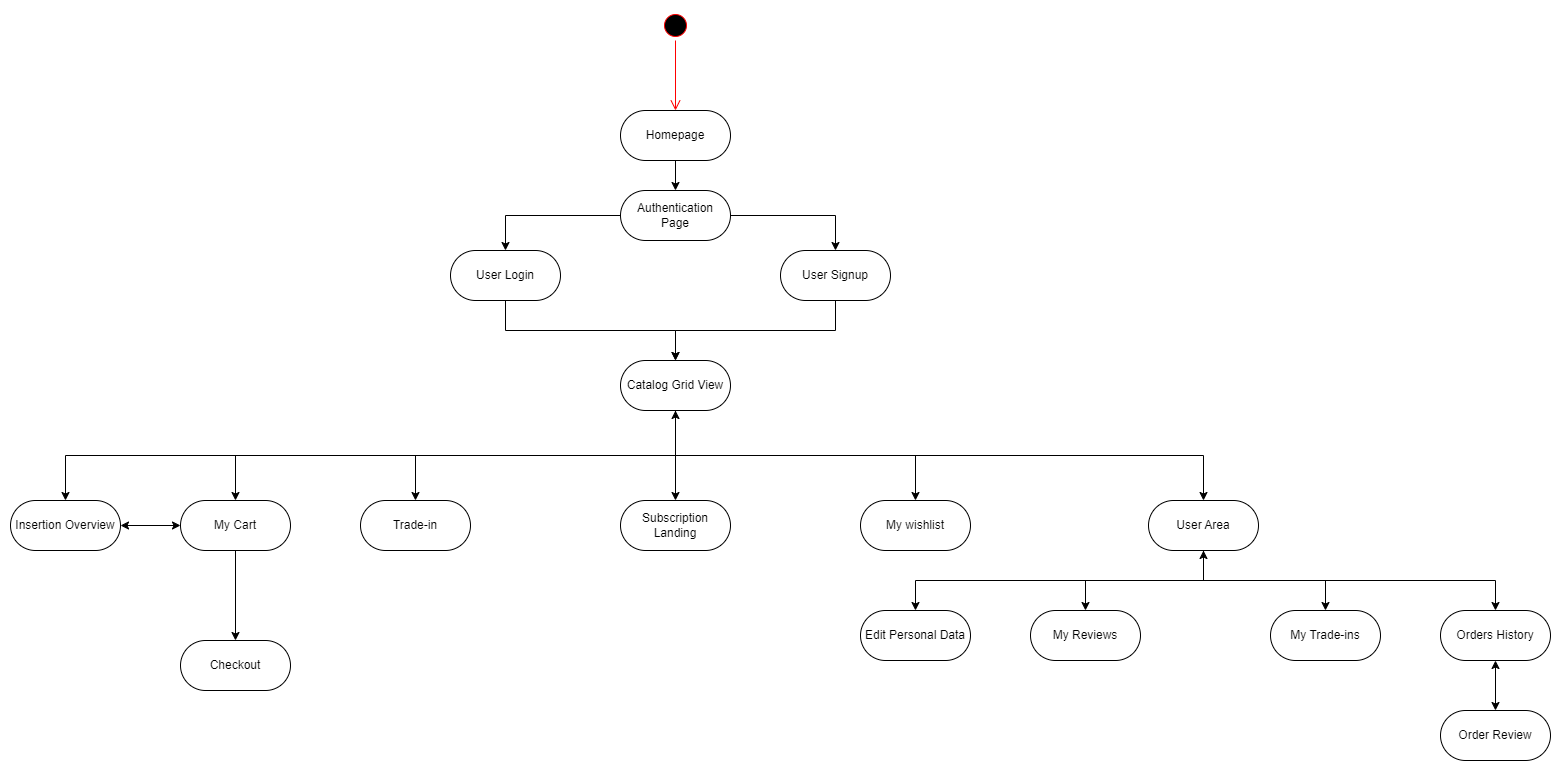 Homepage
Authentication
Page
User Login
User Signup
Catalog Grid View
Insertion Overview
My Cart
Trade-in
Subscription
Landing
My wishlist
User Area
Edit Personal Data
My Reviews
My Trade-ins
Orders History
Checkout
Order Review